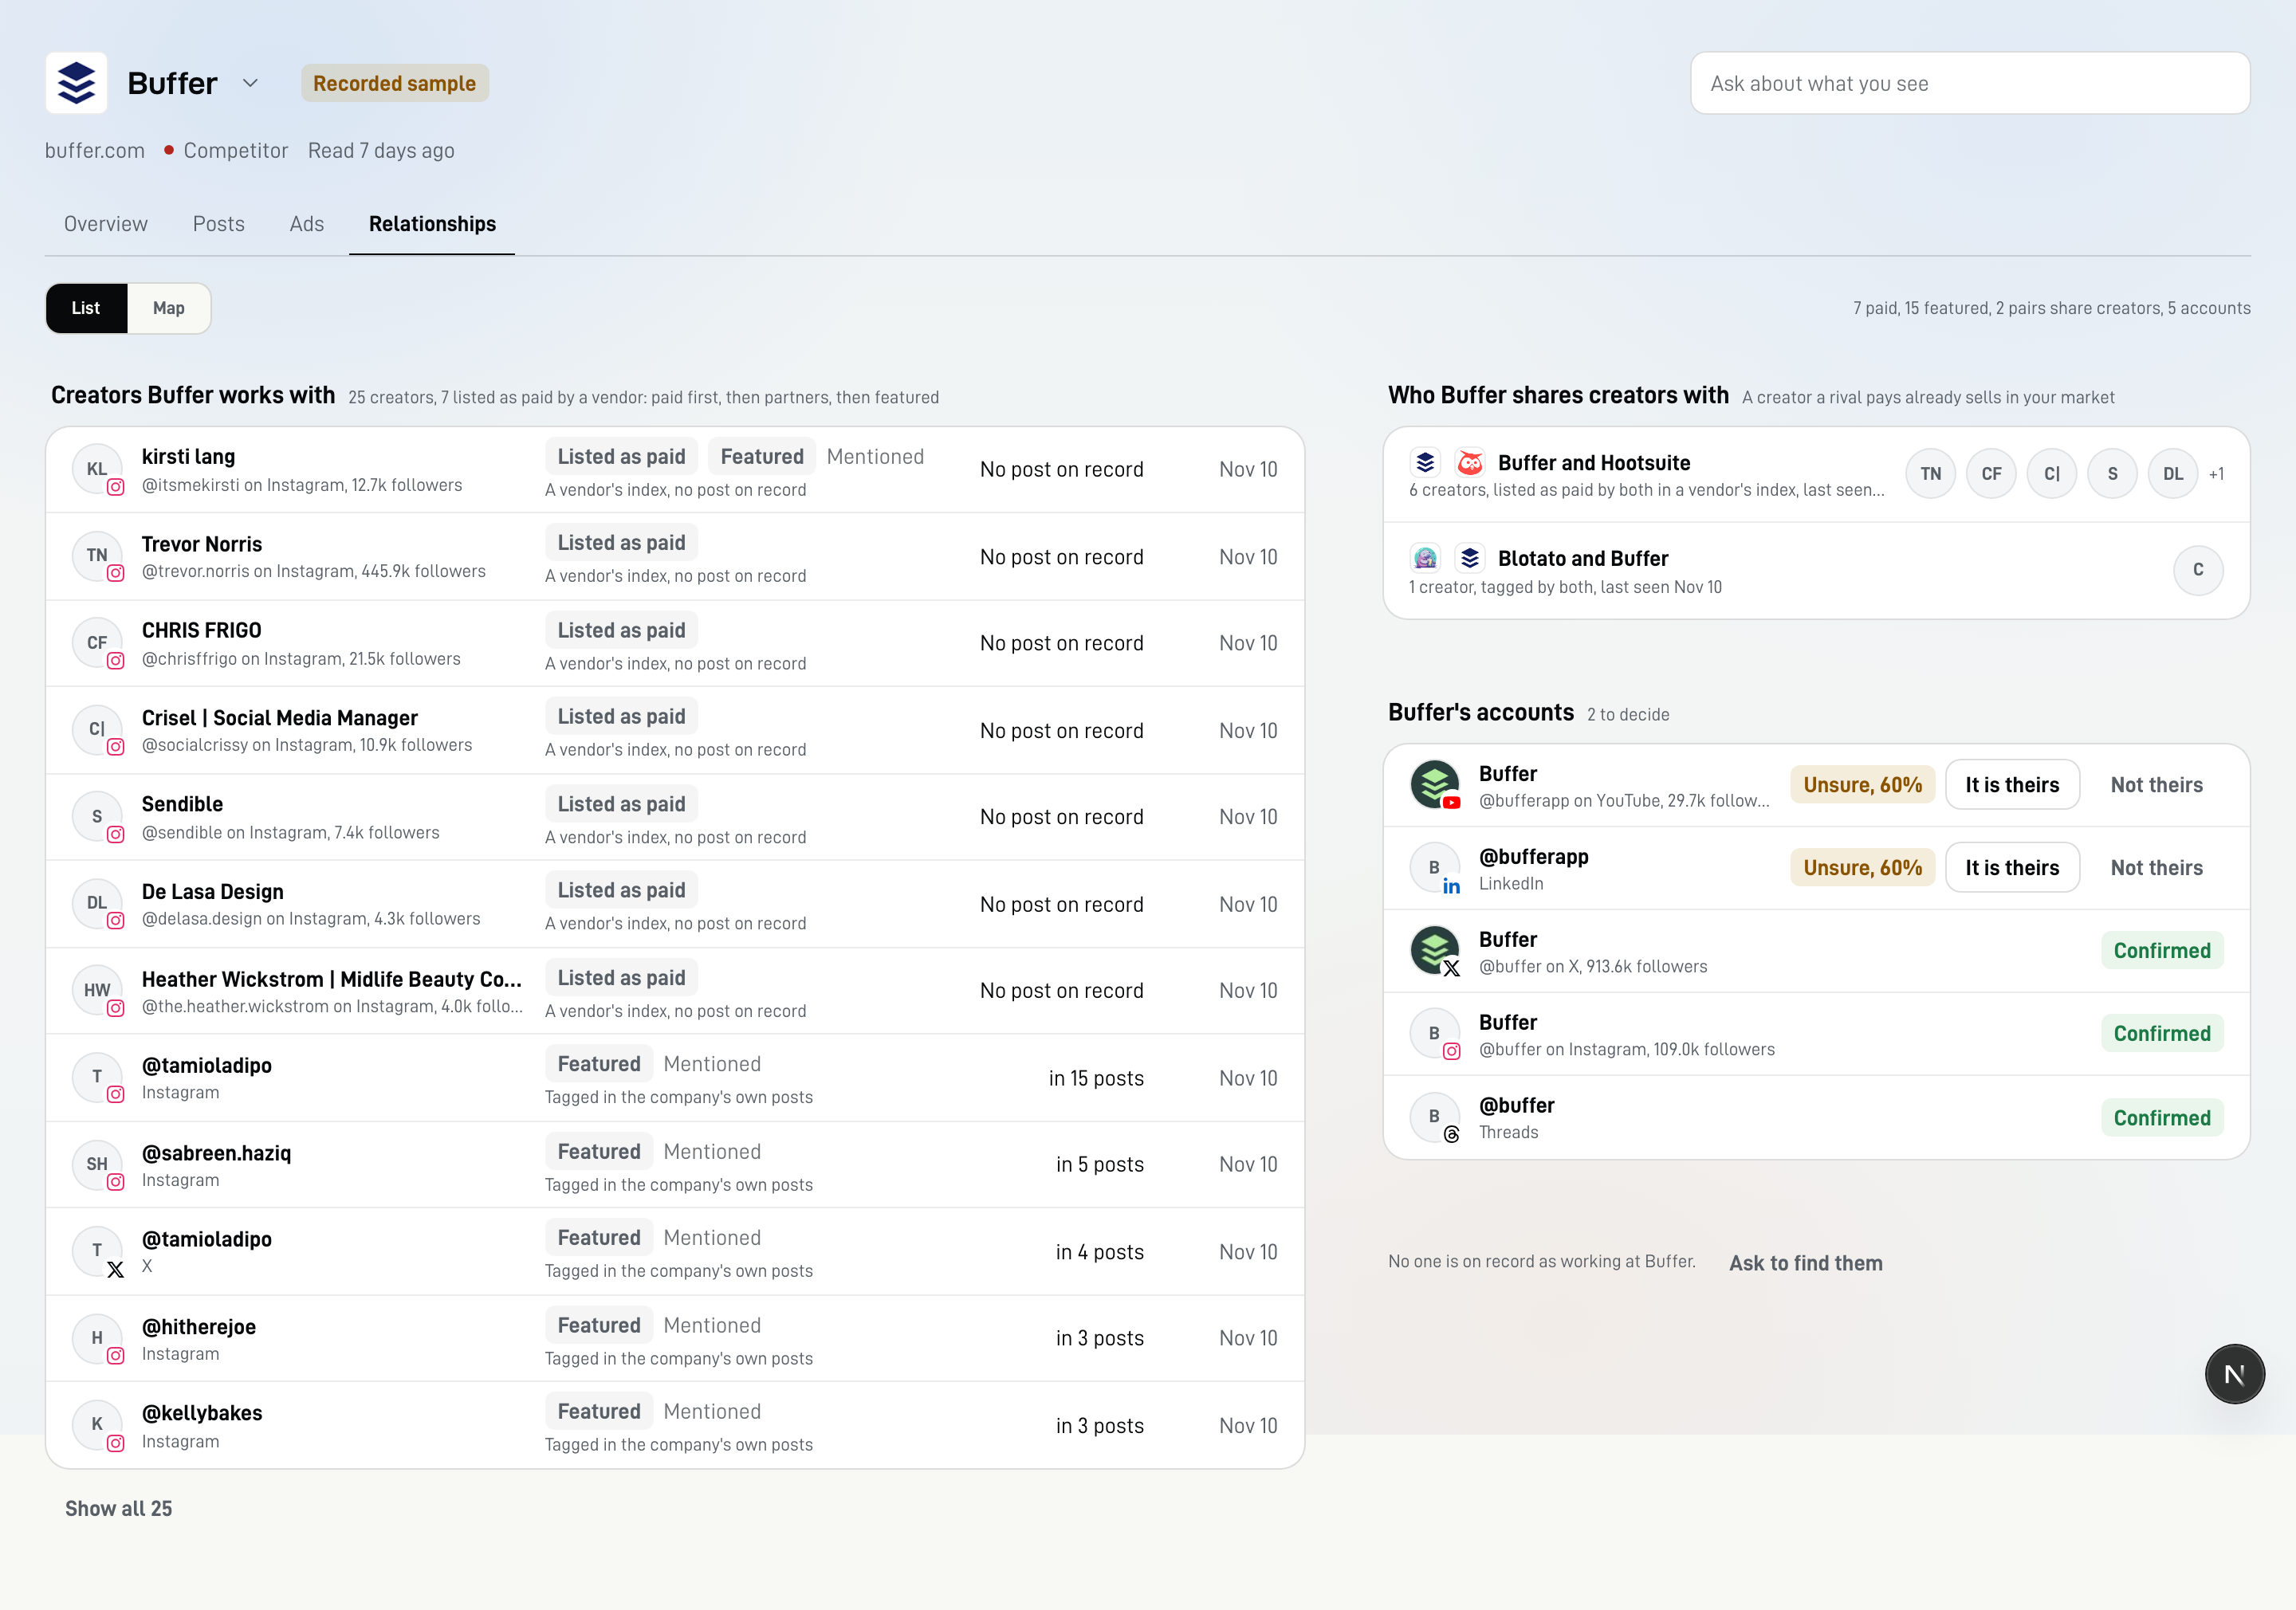 Buffer
Recorded sample
Ask about what you see
buffer.com
Competitor
Read 7 days ago
Overview
Posts
Ads
Relationships
List
Map
7 paid, 15 featured, 2 pairs share creators, 5 accounts
Creators Buffer works with
25 creators, 7 listed as paid by a vendor: paid first, then partners, then featured
KL
kirsti lang
@itsmekirsti on Instagram, 12.7k followers
Listed as paid
Featured
Mentioned
A vendor's index, no post on record
No post on record
Nov 10
TN
Trevor Norris
@trevor.norris on Instagram, 445.9k followers
Listed as paid
A vendor's index, no post on record
No post on record
Nov 10
CF
CHRIS FRIGO
@chrisffrigo on Instagram, 21.5k followers
Listed as paid
A vendor's index, no post on record
No post on record
Nov 10
C|
Crisel | Social Media Manager
@socialcrissy on Instagram, 10.9k followers
Listed as paid
A vendor's index, no post on record
No post on record
Nov 10
S
Sendible
@sendible on Instagram, 7.4k followers
Listed as paid
A vendor's index, no post on record
No post on record
Nov 10
DL
De Lasa Design
@delasa.design on Instagram, 4.3k followers
Listed as paid
A vendor's index, no post on record
No post on record
Nov 10
HW
Heather Wickstrom | Midlife Beauty Co...
@the.heather.wickstrom on Instagram, 4.0k follo...
Listed as paid
A vendor's index, no post on record
No post on record
Nov 10
T
@tamioladipo
Instagram
Featured
Mentioned
Tagged in the company's own posts
in 15 posts
Nov 10
SH
@sabreen.haziq
Instagram
Featured
Mentioned
Tagged in the company's own posts
in 5 posts
Nov 10
T
@tamioladipo
X
Featured
Mentioned
Tagged in the company's own posts
in 4 posts
Nov 10
H
@hitherejoe
Instagram
Featured
Mentioned
Tagged in the company's own posts
in 3 posts
Nov 10
K
@kellybakes
Instagram
Featured
Mentioned
Tagged in the company's own posts
in 3 posts
Nov 10
Show all 25
Who Buffer shares creators with
A creator a rival pays already sells in your market
Buffer and Hootsuite
6 creators, listed as paid by both in a vendor's index, last seen...
TN
CF
C|
S
DL
+1
Blotato and Buffer
1 creator, tagged by both, last seen Nov 10
C
Buffer's accounts
2 to decide
Buffer
@bufferapp on YouTube, 29.7k follow...
Unsure, 60%
It is theirs
Not theirs
B
in
@bufferapp
LinkedIn
Unsure, 60%
It is theirs
Not theirs
Buffer
@buffer on X, 913.6k followers
Confirmed
B
Buffer
@buffer on Instagram, 109.0k followers
Confirmed
B
@buffer
Threads
Confirmed
No one is on record as working at Buffer.
Ask to find them
N